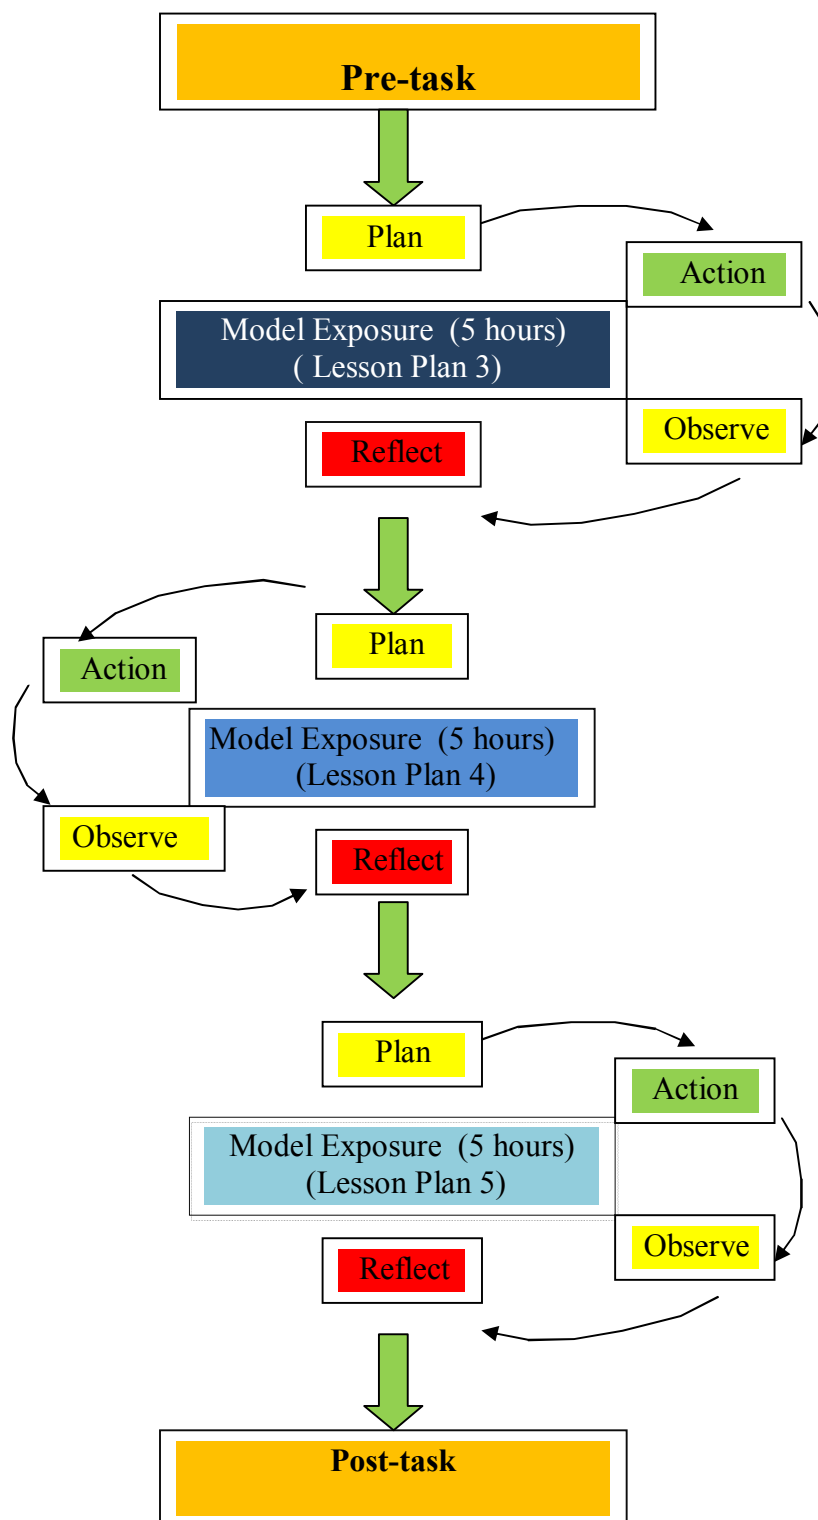 Pre-task
Plan
Action
Model Exposure (5 hours)
( Lesson Plan 3)
Observe
Reflect
Plan
Action
Model Exposure (5 hours)
(Lesson Plan 4)
Observe
Reflect
Plan
Action
Model Exposure (5 hours)
(Lesson Plan 5)
Observe
Reflect
Post-task